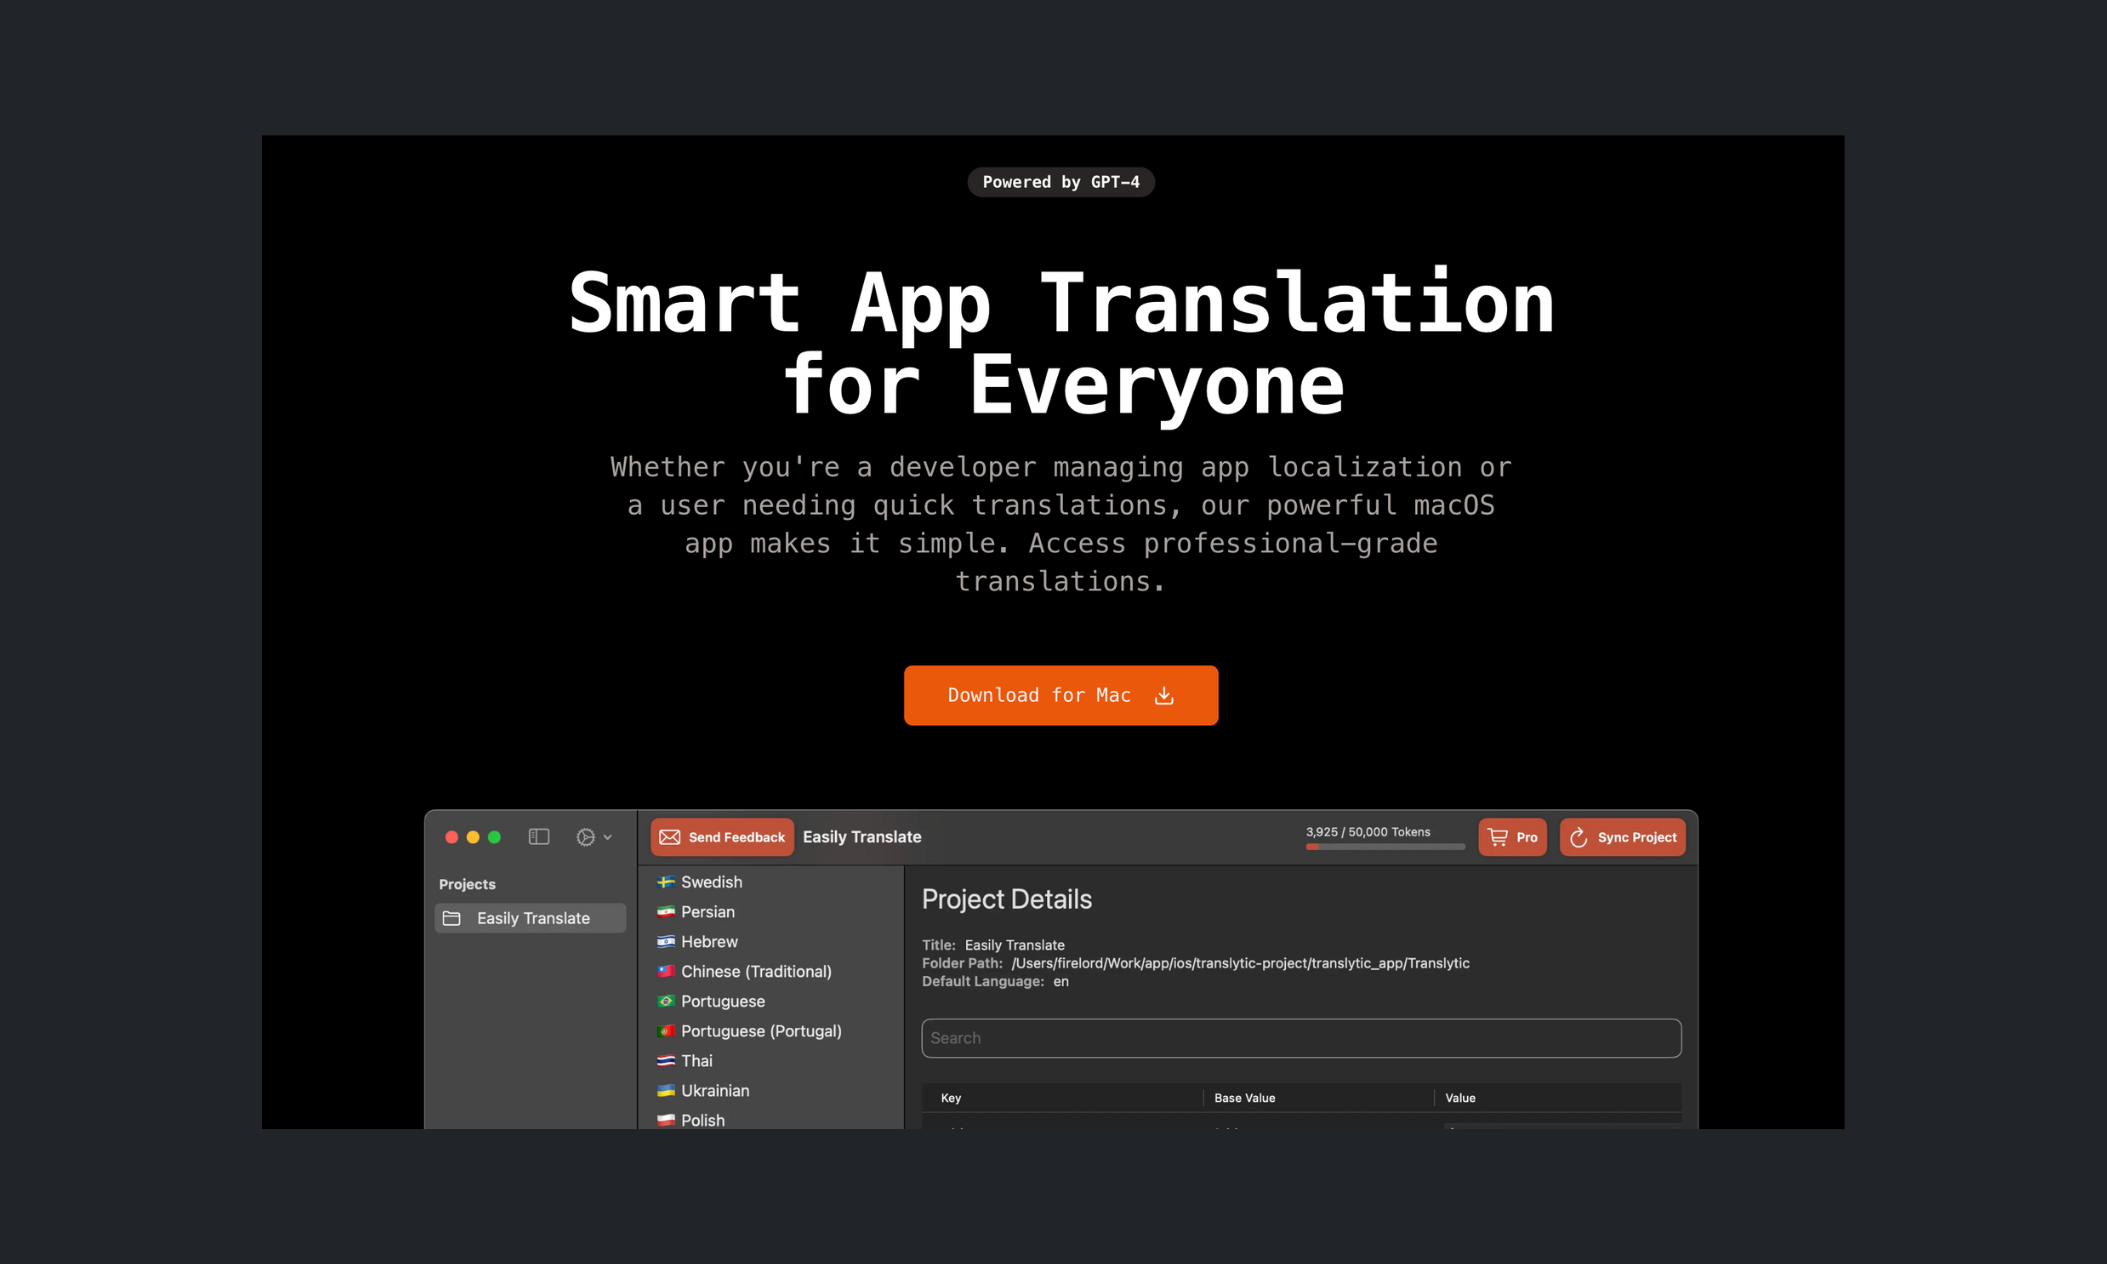 Powered by GPT-4
Smart App Translation
for Everyone
Whether you're a developer managing app localization or
a user needing quick translations, our powerful macOS
app makes it simple. Access professional-grade
translations.
Download for Mac
Send Feedback
Easily Translate
3,925 / 50,000 Tokens
Pro
Sync Project
Projects
Easily Translate
Swedish
Persian
Hebrew
Chinese (Traditional)
Portuguese
Portuguese (Portugal)
Thai
Ukrainian
Polish
Project Details
Title: Easily Translate
Folder Path: /Users/firelord/Work/app/ios/translytic-project/translytic_app/Translytic
Default Language: en
Search
Key Base Value Value